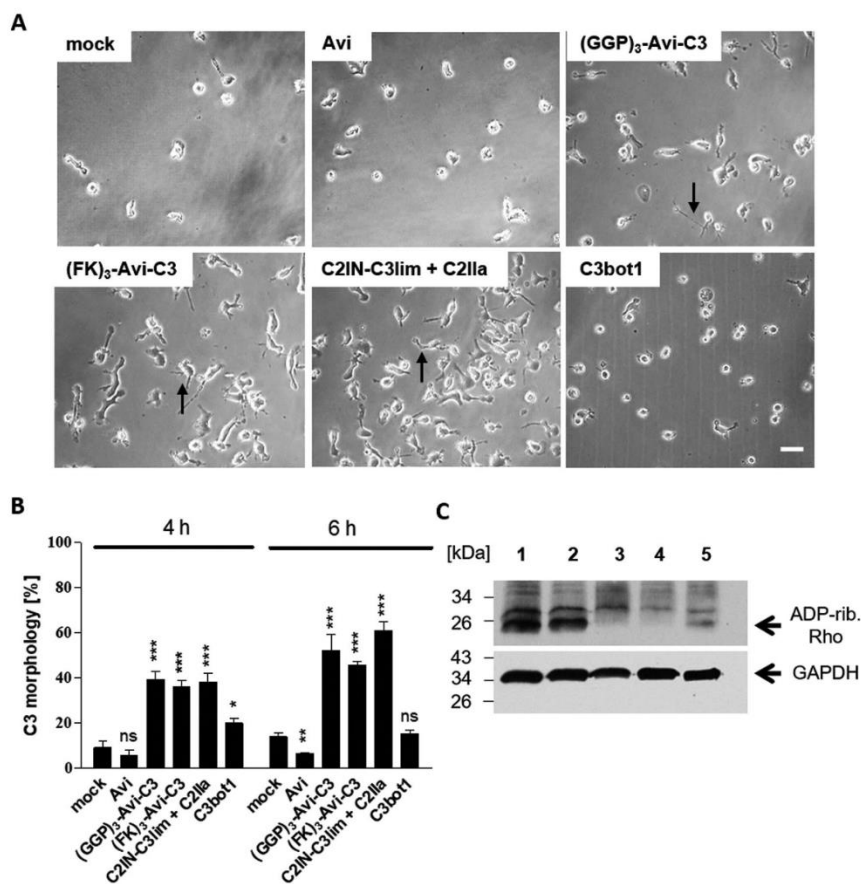 A
mock
Avi
(GGP)₃-Avi-C3
(FK)₃-Avi-C3
C2IN-C3lim + C2IIa
C3bot1
B
4 h
6 h
C3 morphology [%]
100
80
60
40
20
0
ns
***
***
***
*
**
***
***
***
ns
mock
Avi
(GGP)₃-Avi-C3
(FK)₃-Avi-C3
C2IN-C3lim + C2IIa
C3bot1
mock
Avi
(GGP)₃-Avi-C3
(FK)₃-Avi-C3
C2IN-C3lim + C2IIa
C3bot1
C
[kDa] 1 2 3 4 5
34
26
ADP-rib.
Rho
43
34
26
GAPDH